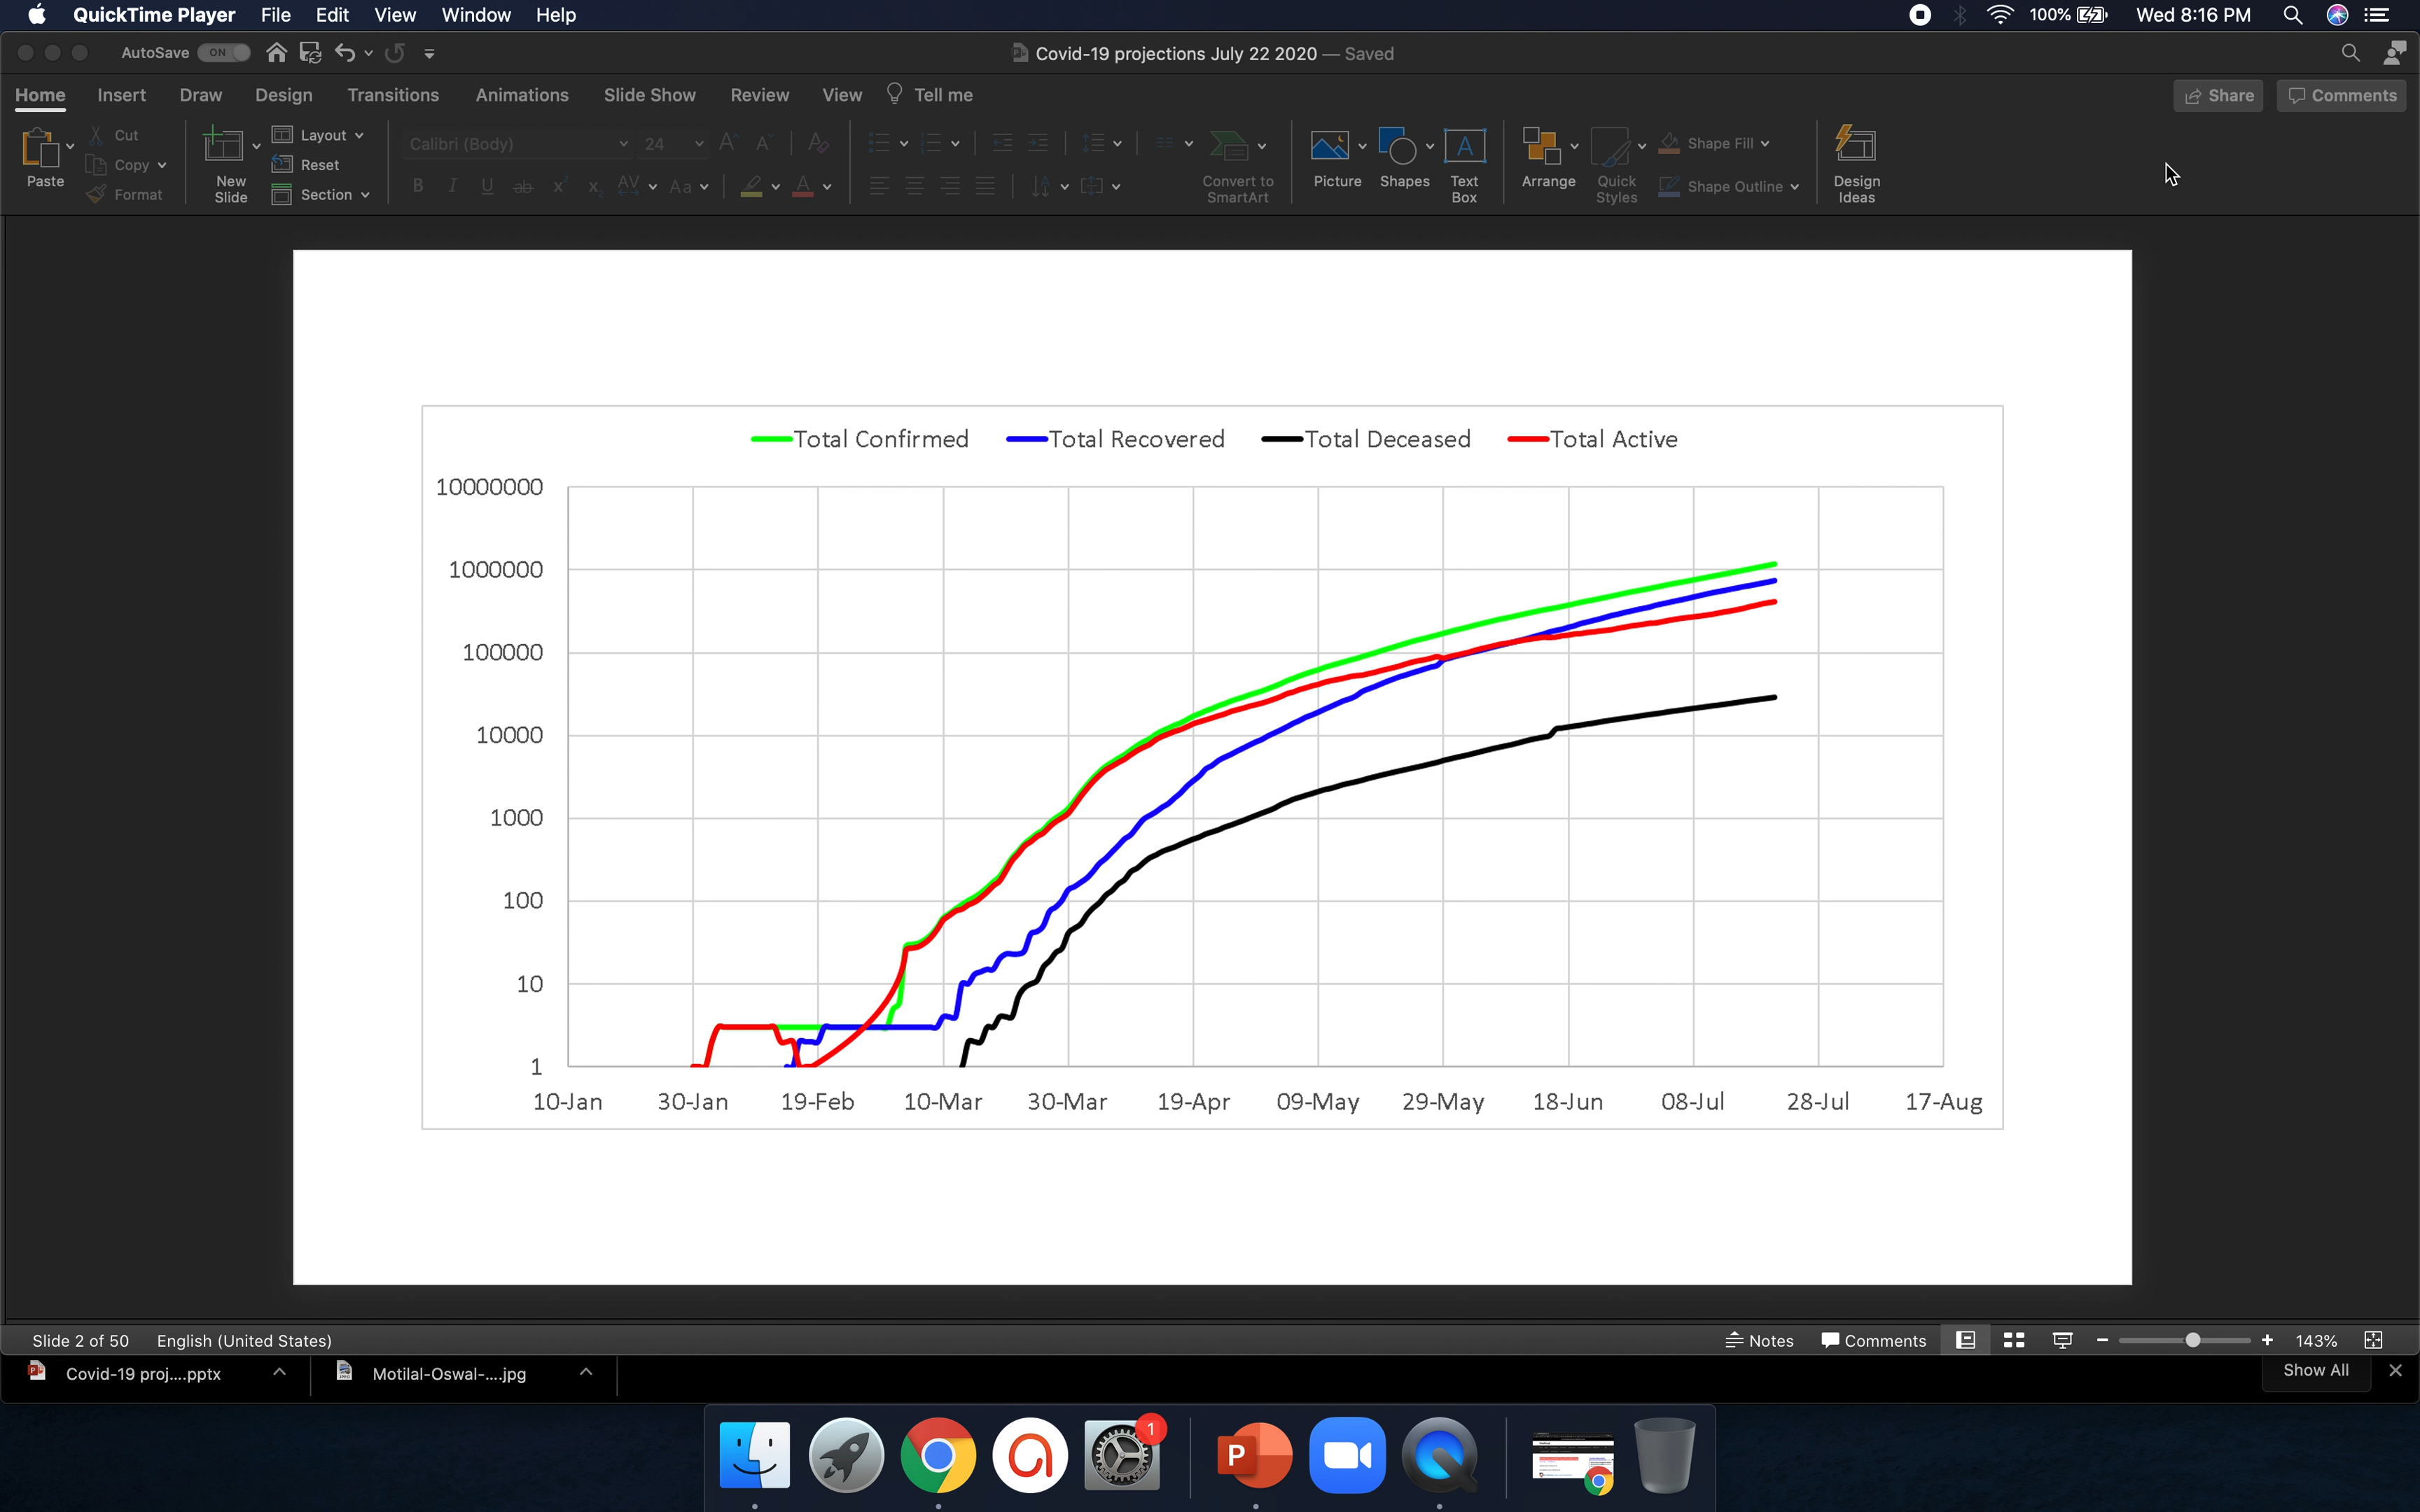 QuickTime Player File Edit View Window Help 100% Wed 8:16 PM
AutoSave ON Covid-19 projections July 22 2020 — Saved
Home Insert Draw Design Transitions Animations Slide Show Review View Tell me Share Comments
Paste
Cut
Copy
Format
New
Slide
Layout
Reset
Section
Calibri (Body) 24
B I U ab x x AV Aa A
Convert to
SmartArt
Picture
Shapes
Text
Box
Arrange
Quick
Styles
Shape Fill
Shape Outline
Design
Ideas
Total Confirmed Total Recovered Total Deceased Total Active
10000000
1000000
100000
10000
1000
100
10
1
10-Jan 30-Jan 19-Feb 10-Mar 30-Mar 19-Apr 09-May 29-May 18-Jun 08-Jul 28-Jul 17-Aug
Slide 2 of 50 English (United States) Notes Comments 143%
Covid-19 proj....pptx Motilal-Oswal-....jpg Show All
1
P